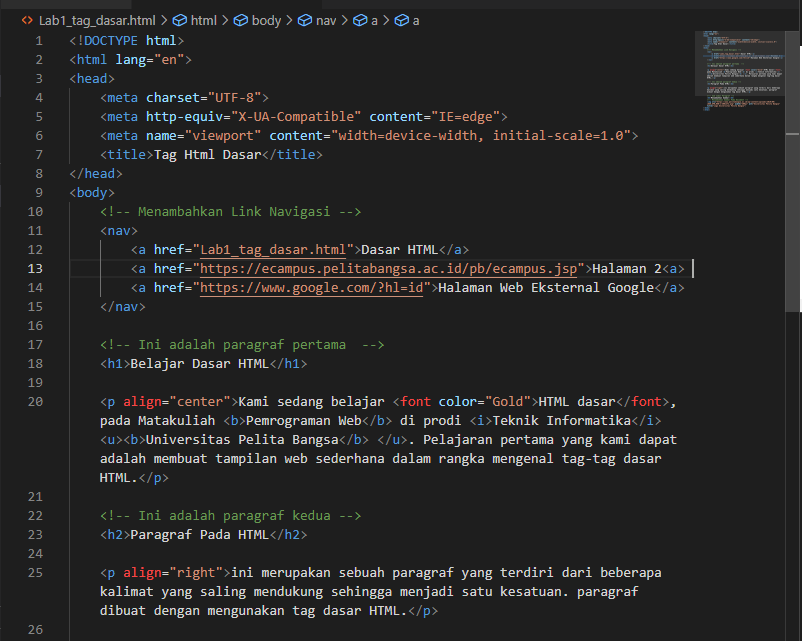 Lab1_tag_dasar.html > html > body > nav > a > a
1 <!DOCTYPE html>
2 <html lang="en">
3 <head>
4 <meta charset="UTF-8">
5 <meta http-equiv="X-UA-Compatible" content="IE=edge">
6 <meta name="viewport" content="width=device-width, initial-scale=1.0">
7 <title>Tag Html Dasar</title>
8 </head>
9 <body>
10 <!-- Menambahkan Link Navigasi -->
11 <nav>
12 <a href="Lab1_tag_dasar.html">Dasar HTML</a>
13 <a href="https://ecampus.pelitabangsa.ac.id/pb/ecampus.jsp">Halaman 2<a>
14 <a href="https://www.google.com/?hl=id">Halaman Web Eksternal Google</a>
15 </nav>
16
17 <!-- Ini adalah paragraf pertama  -->
18 <h1>Belajar Dasar HTML</h1>
19
20 <p align="center">Kami sedang belajar <font color="Gold">HTML dasar</font>,
pada Matakuliah <b>Pemrograman Web</b> di prodi <i>Teknik Informatika</i>
<u><b>Universitas Pelita Bangsa</b> </u>. Pelajaran pertama yang kami dapat
adalah membuat tampilan web sederhana dalam rangka mengenal tag-tag dasar
HTML.</p>
21
22 <!-- Ini adalah paragraf kedua -->
23 <h2>Paragraf Pada HTML</h2>
24
25 <p align="right">ini merupakan sebuah paragraf yang terdiri dari beberapa
kalimat yang saling mendukung sehingga menjadi satu kesatuan. paragraf
dibuat dengan mengunakan tag dasar HTML.</p>
26